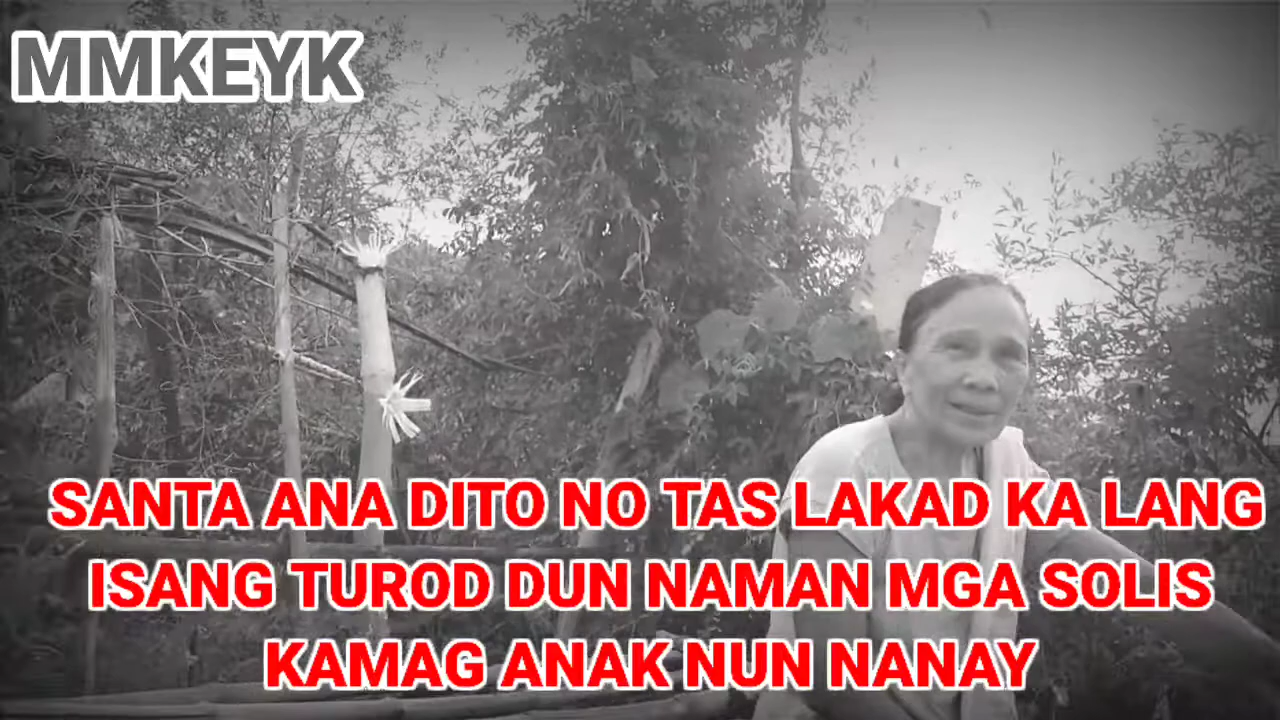 MMKEYK
SANTA ANA DITO NO TAS LAKAD KA LANG
ISANG TUROD DUN NAMAN MGA SOLIS
KAMAG ANAK NUN NANAY